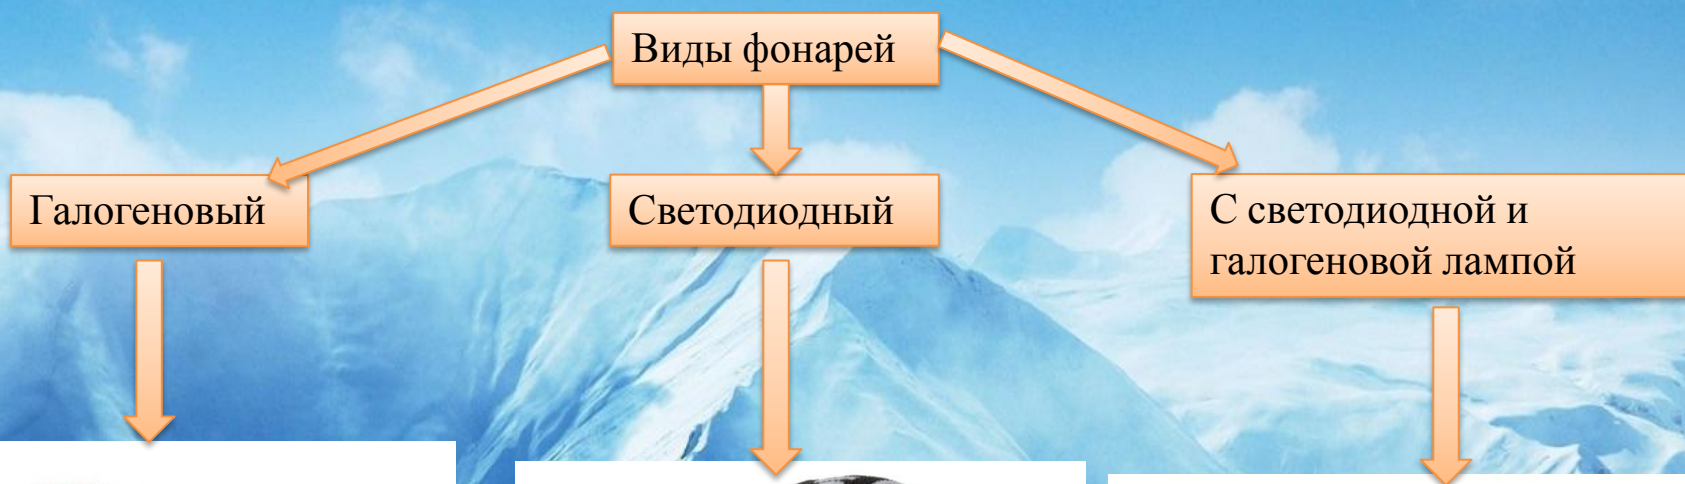 Виды фонарей
Галогеновый
Светодиодный
С светодиодной и
галогеновой лампой